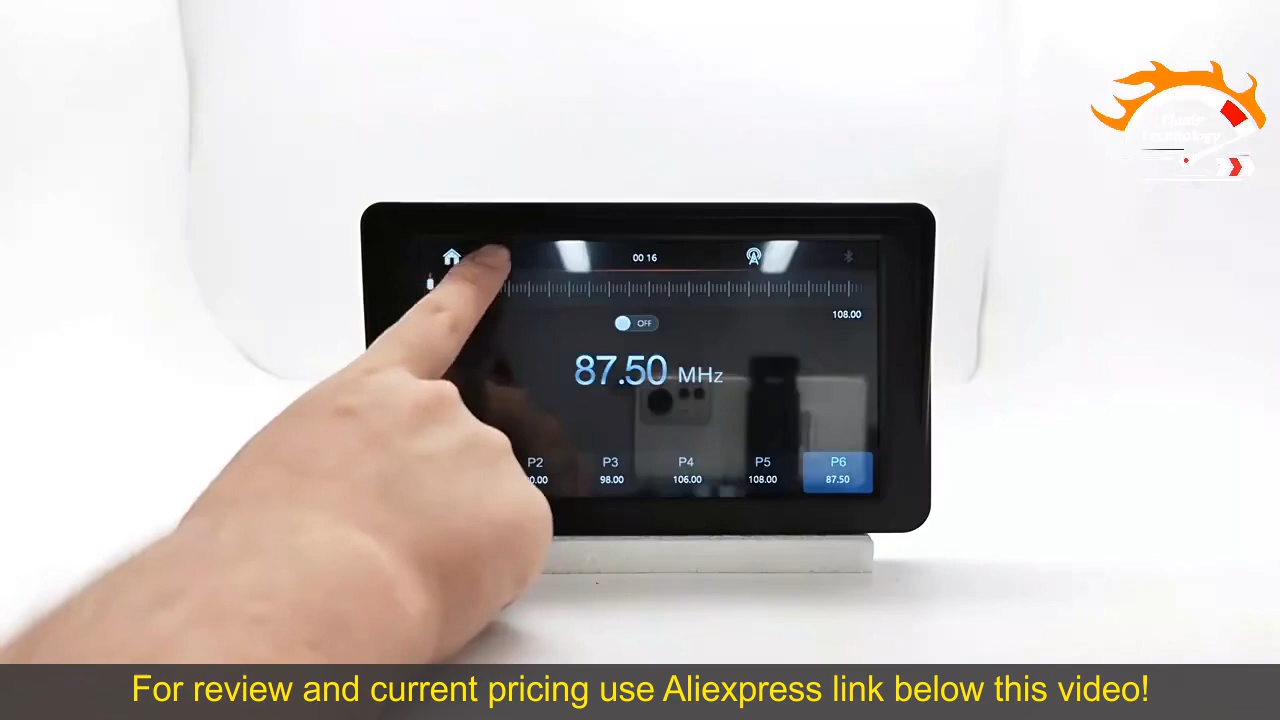 00 16
108.00
OFF
87.50 MHz
P2 P3 P4 P5 P6
98.00 106.00 108.00 87.50
For review and current pricing use Aliexpress link below this video!